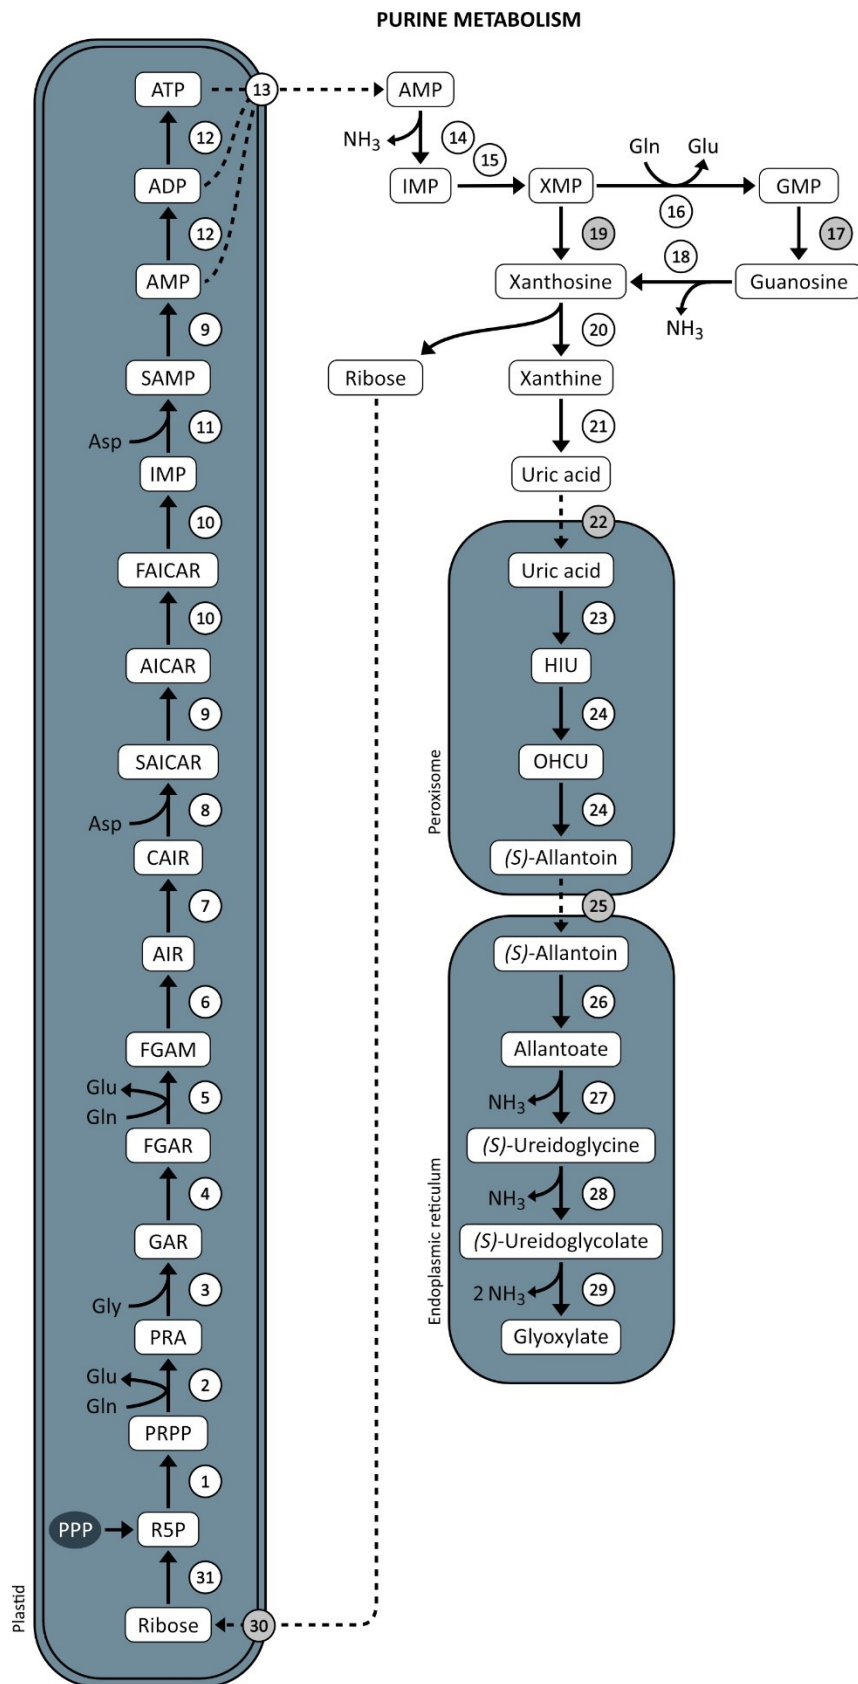 PURINE METABOLISM
ATP
13
AMP
12
NH3
14
ADP
15
Gln
Glu
IMP
XMP
GMP
16
12
19
17
18
AMP
Xanthosine
Guanosine
NH3
9
20
SAMP
Ribose
Xanthine
Asp
11
21
IMP
Uric acid
10
22
FAICAR
Uric acid
10
23
AICAR
HIU
9
24
SAICAR
OHCU
Asp
8
24
CAIR
(S)-Allantoin
Peroxisome
7
25
AIR
(S)-Allantoin
6
26
FGAM
Allantoate
Glu
Gln
5
NH3
27
FGAR
(S)-Ureidoglycine
4
NH3
28
GAR
(S)-Ureidoglycolate
Gly
3
2 NH3
29
PRA
Glyoxylate
Endoplasmic reticulum
Glu
Gln
2
PRPP
1
PPP
R5P
31
Ribose
30
Plastid